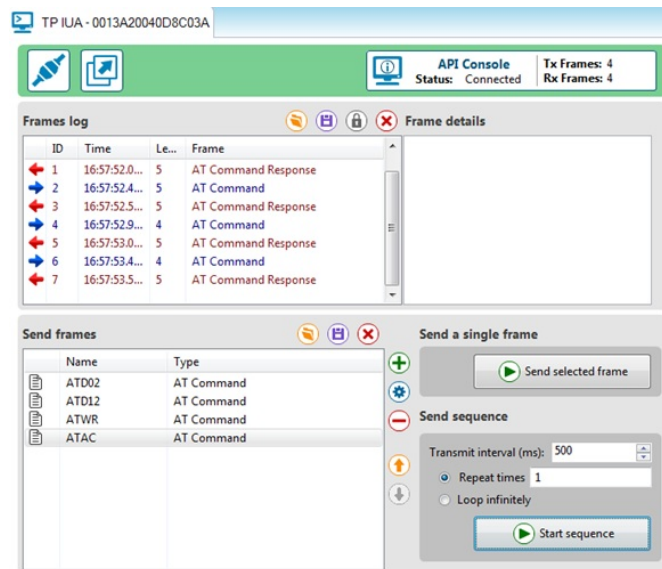 TP IUA - 0013A20040D8C03A
API Console
Status: Connected
Tx Frames: 4
Rx Frames: 4
Frames log
Frame details
ID Time Le... Frame
1 16:57:52.0... 5 AT Command Response
2 16:57:52.4... 5 AT Command
3 16:57:52.5... 5 AT Command Response
4 16:57:52.9... 4 AT Command
5 16:57:53.0... 5 AT Command Response
6 16:57:53.4... 4 AT Command
7 16:57:53.5... 5 AT Command Response
Send frames
Name Type
ATD02 AT Command
ATD12 AT Command
ATWR AT Command
ATAC AT Command
Send a single frame
Send selected frame
Send sequence
Transmit interval (ms): 500
Repeat times 1
Loop infinitely
Start sequence